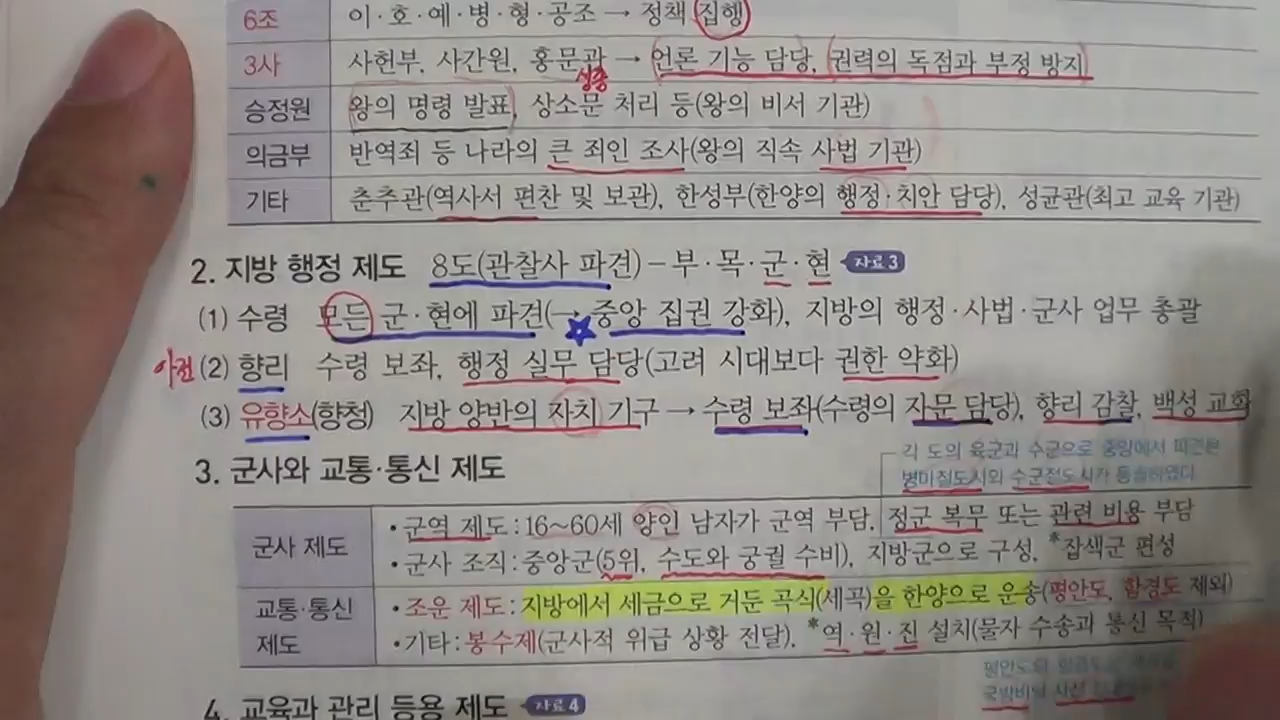 6조 이·호·예·병·형·공조 → 정책 집행
3사 사헌부, 사간원, 홍문관 → 언론 기능 담당, 권력의 독점과 부정 방지
승정원 왕의 명령 발표, 상소문 처리 등(왕의 비서 기관)
의금부 반역죄 등 나라의 큰 죄인 조사(왕의 직속 사법 기관)
기타 춘추관(역사서 편찬 및 보관), 한성부(한양의 행정·치안 담당), 성균관(최고 교육 기관)
2. 지방 행정 제도 8도(관찰사 파견) – 부·목·군·현 자료3
(1) 수령 모든 군·현에 파견(→ 중앙 집권 강화), 지방의 행정·사법·군사 업무 총괄
아전 (2) 향리 수령 보좌, 행정 실무 담당(고려 시대보다 권한 약화)
(3) 유향소(향청) 지방 양반의 자치 기구 → 수령 보좌(수령의 자문 담당), 향리 감찰, 백성 교화
3. 군사와 교통·통신 제도
각 도의 육군과 수군으로 중앙에서 파견된
병마절도사와 수군절도사가 통솔하였다.
군사 제도
•군역 제도: 16~60세 양인 남자가 군역 부담, 정군 복무 또는 관련 비용 부담
•군사 조직: 중앙군(5위, 수도와 궁궐 수비), 지방군으로 구성, *잡색군 편성
교통·통신 제도
•조운 제도: 지방에서 세금으로 거둔 곡식(세곡)을 한양으로 운송(평안도, 함경도 제외)
•기타: 봉수제(군사적 위급 상황 전달), *역·원·진 설치(물자 수송과 통신 목적)
평안도와
국방비나 사신
4. 교육과 관리 등용 제도 자료4